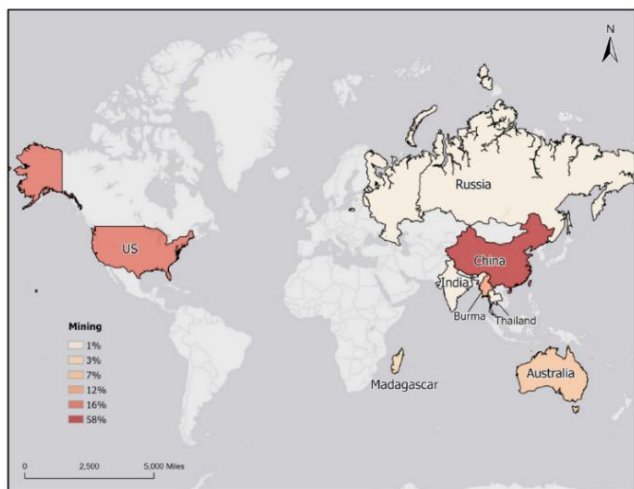 N
Russia
US
China
India
Burma
Thailand
Mining
1%
3%
7%
12%
16%
58%
Madagascar
Australia
0 2,500 5,000 Miles